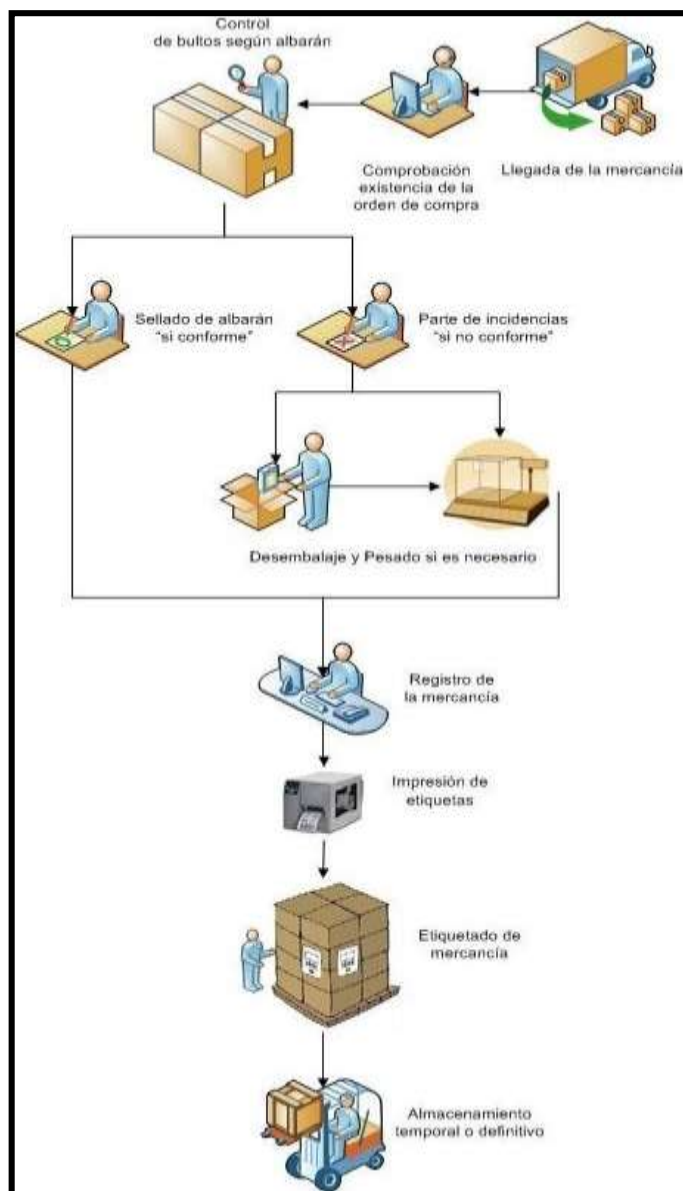 Control
de bultos según albarán
Comprobación
existencia de la
orden de compra
Llegada de la mercancía
Sellado de albarán
"si conforme"
Parte de incidencias
"si no conforme"
Desembalaje y Pesado si es necesario
Registro de
la mercancía
Impresión de
etiquetas
Etiquetado de
mercancía
Almacenamiento
temporal o definitivo